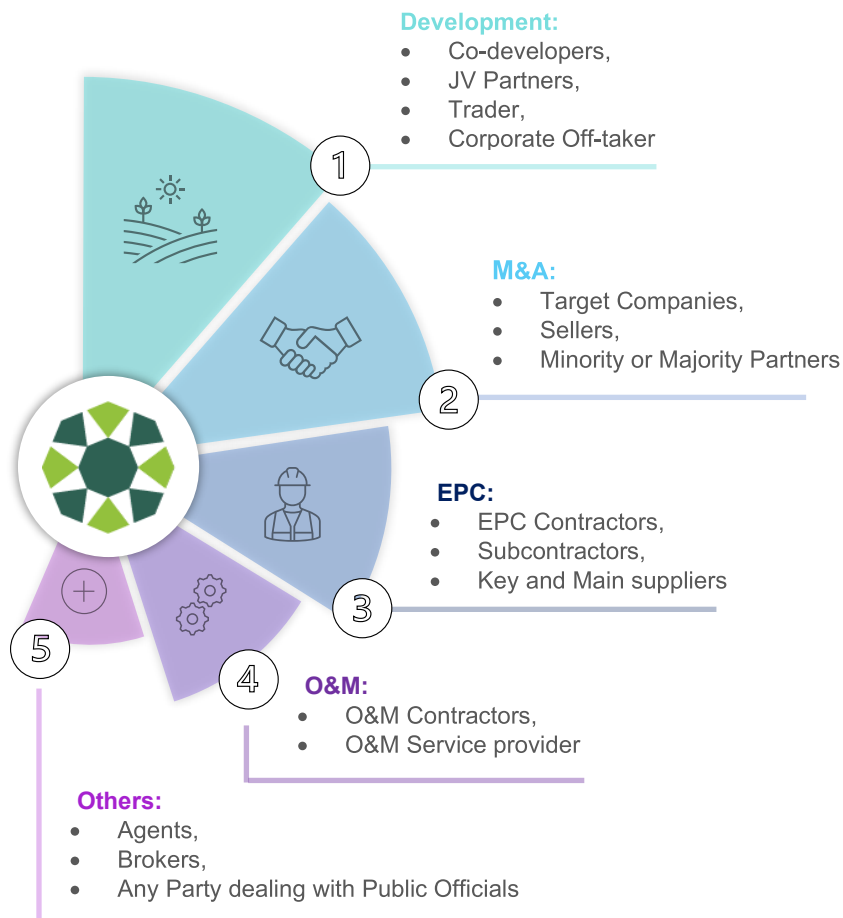 Development:
• Co-developers,
• JV Partners,
• Trader,
• Corporate Off-taker
1
M&A:
• Target Companies,
• Sellers,
• Minority or Majority Partners
2
EPC:
• EPC Contractors,
• Subcontractors,
• Key and Main suppliers
3
O&M:
• O&M Contractors,
• O&M Service provider
4
5
Others:
• Agents,
• Brokers,
• Any Party dealing with Public Officials